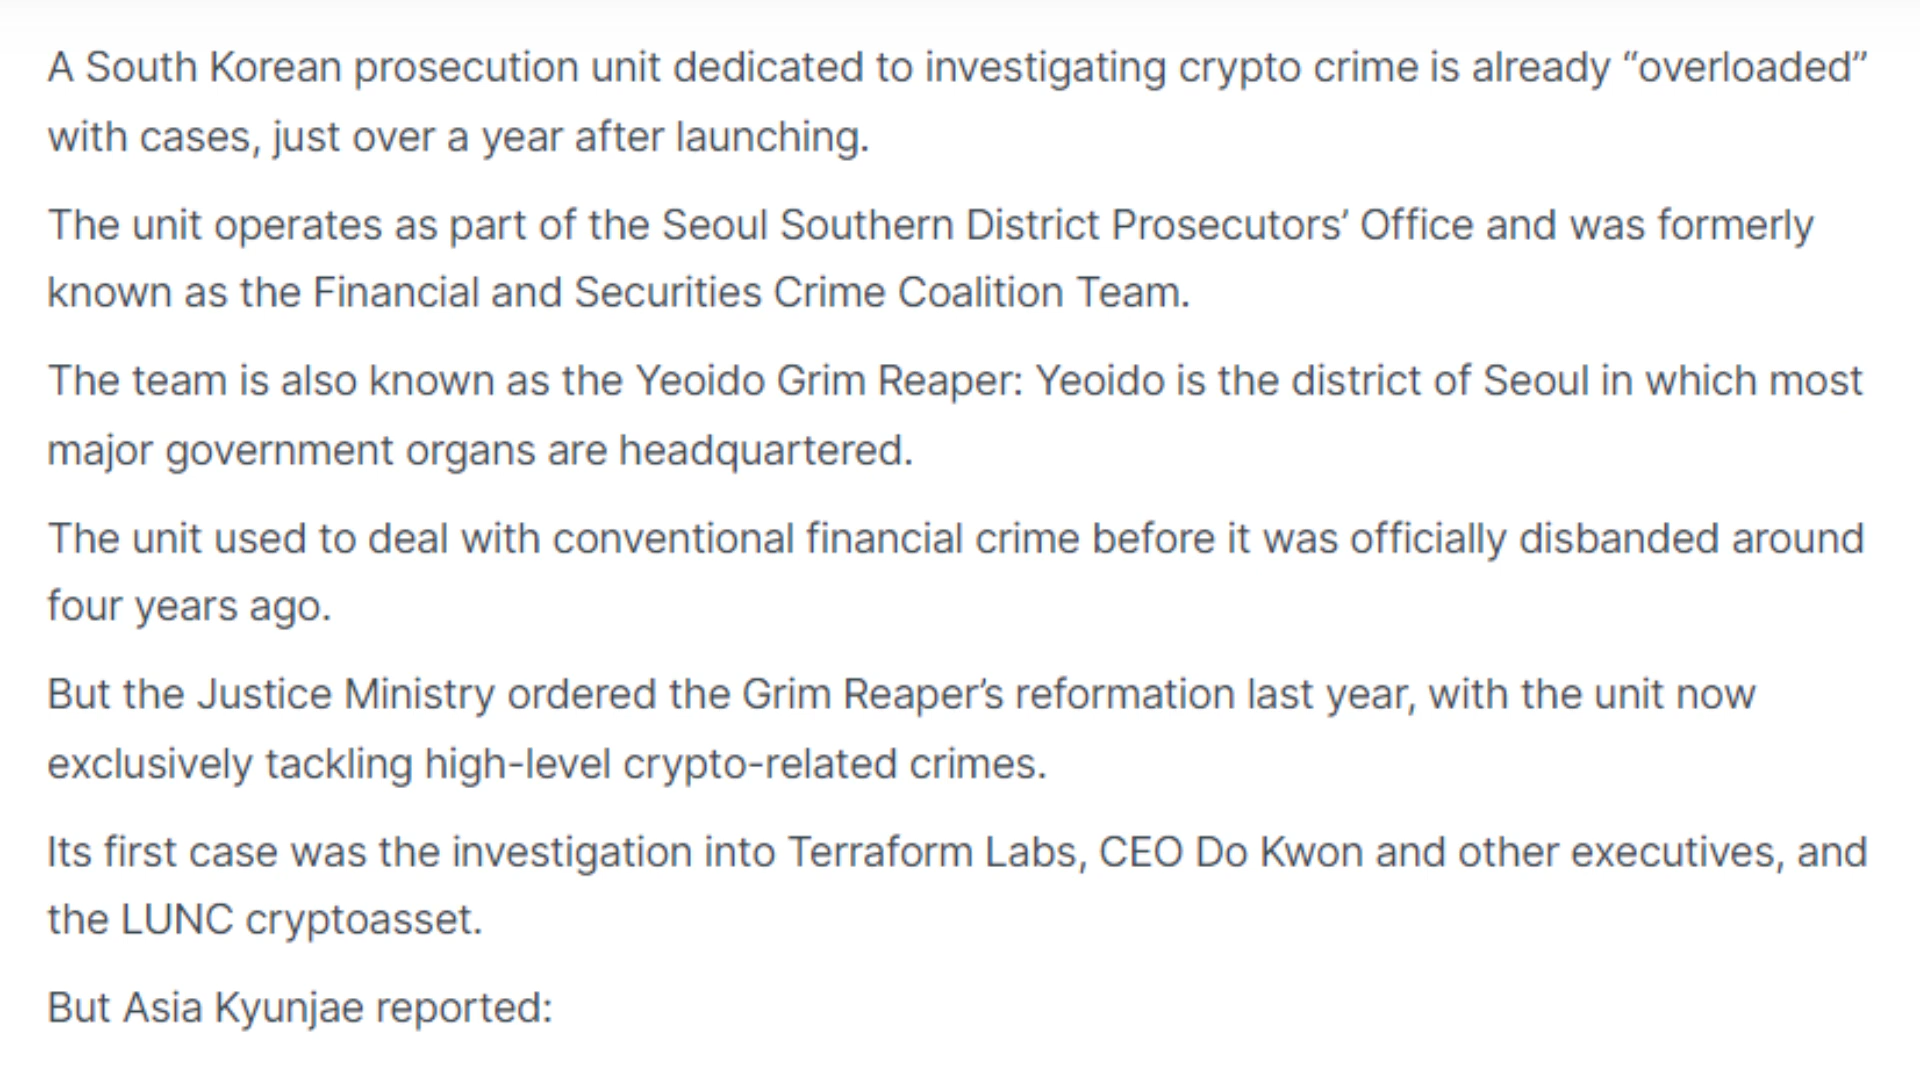 A South Korean prosecution unit dedicated to investigating crypto crime is already “overloaded”
with cases, just over a year after launching.
The unit operates as part of the Seoul Southern District Prosecutors’ Office and was formerly
known as the Financial and Securities Crime Coalition Team.
The team is also known as the Yeoido Grim Reaper: Yeoido is the district of Seoul in which most
major government organs are headquartered.
The unit used to deal with conventional financial crime before it was officially disbanded around
four years ago.
But the Justice Ministry ordered the Grim Reaper’s reformation last year, with the unit now
exclusively tackling high-level crypto-related crimes.
Its first case was the investigation into Terraform Labs, CEO Do Kwon and other executives, and
the LUNC cryptoasset.
But Asia Kyunjae reported: